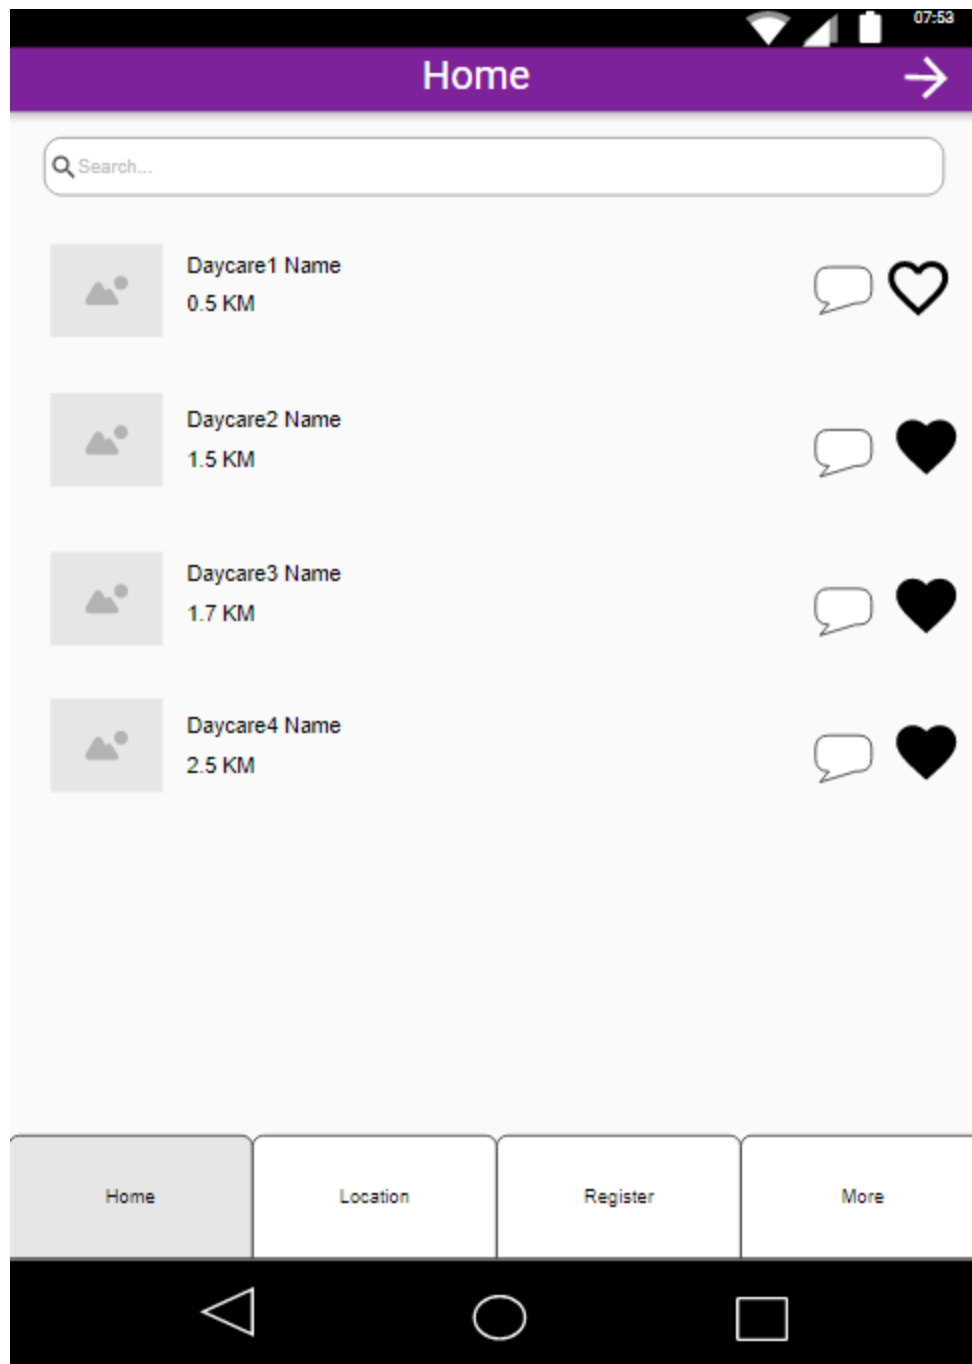 07:53
Home
Search...
Daycare1 Name
0.5 KM
Daycare2 Name
1.5 KM
Daycare3 Name
1.7 KM
Daycare4 Name
2.5 KM
Home
Location
Register
More